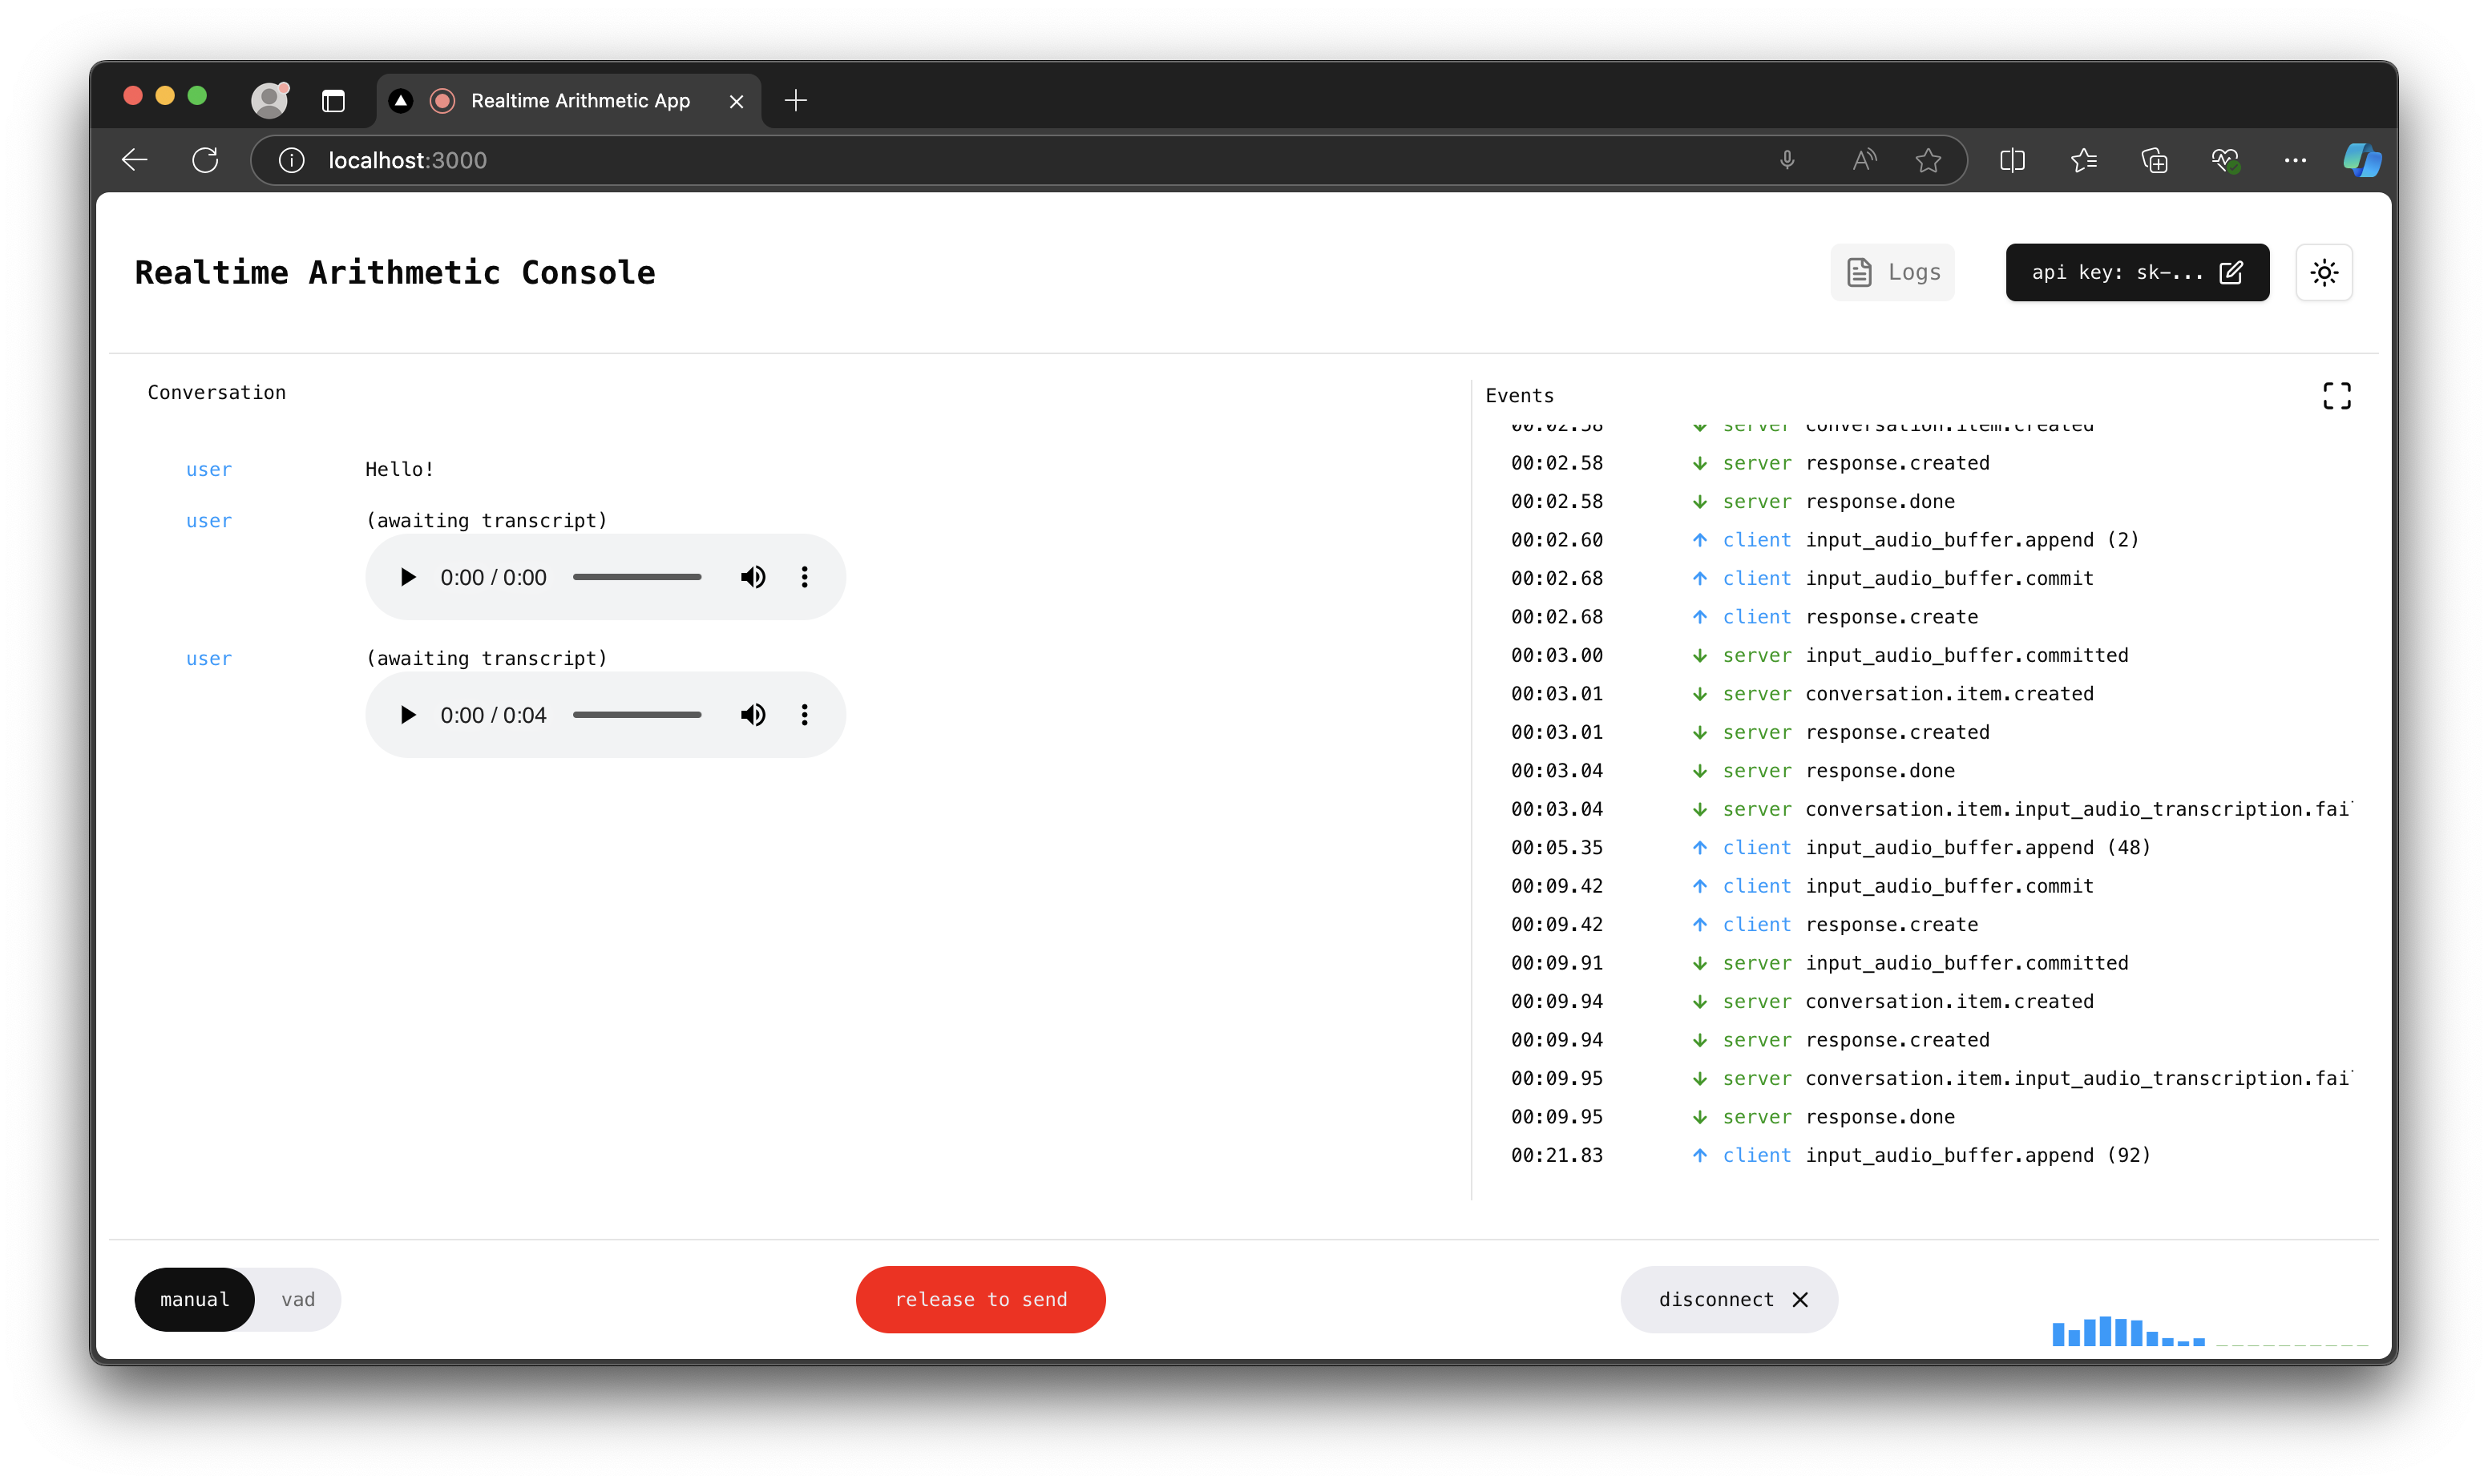 Realtime Arithmetic App
localhost:3000
Realtime Arithmetic Console
Logs
api key: sk-...
Conversation
user Hello!
user (awaiting transcript)
0:00 / 0:00
user (awaiting transcript)
0:00 / 0:04
Events
00:02.58 server conversation.item.created
00:02.58 server response.created
00:02.58 server response.done
00:02.60 client input_audio_buffer.append (2)
00:02.68 client input_audio_buffer.commit
00:02.68 client response.create
00:03.00 server input_audio_buffer.committed
00:03.01 server conversation.item.created
00:03.01 server response.created
00:03.04 server response.done
00:03.04 server conversation.item.input_audio_transcription.fai
00:05.35 client input_audio_buffer.append (48)
00:09.42 client input_audio_buffer.commit
00:09.42 client response.create
00:09.91 server input_audio_buffer.committed
00:09.94 server conversation.item.created
00:09.94 server response.created
00:09.95 server conversation.item.input_audio_transcription.fai
00:09.95 server response.done
00:21.83 client input_audio_buffer.append (92)
manual vad
release to send
disconnect